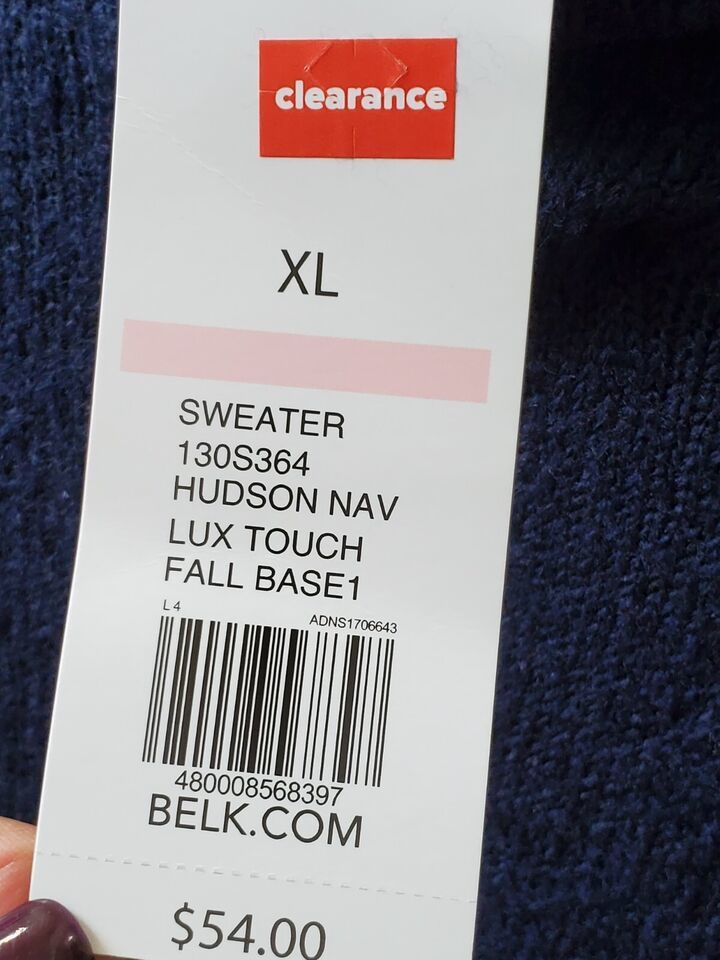 clearance
XL
SWEATER
130S364
HUDSON NAV
LUX TOUCH
FALL BASE1
L 4
ADNS1706643
480008568397
BELK.COM
$54.00